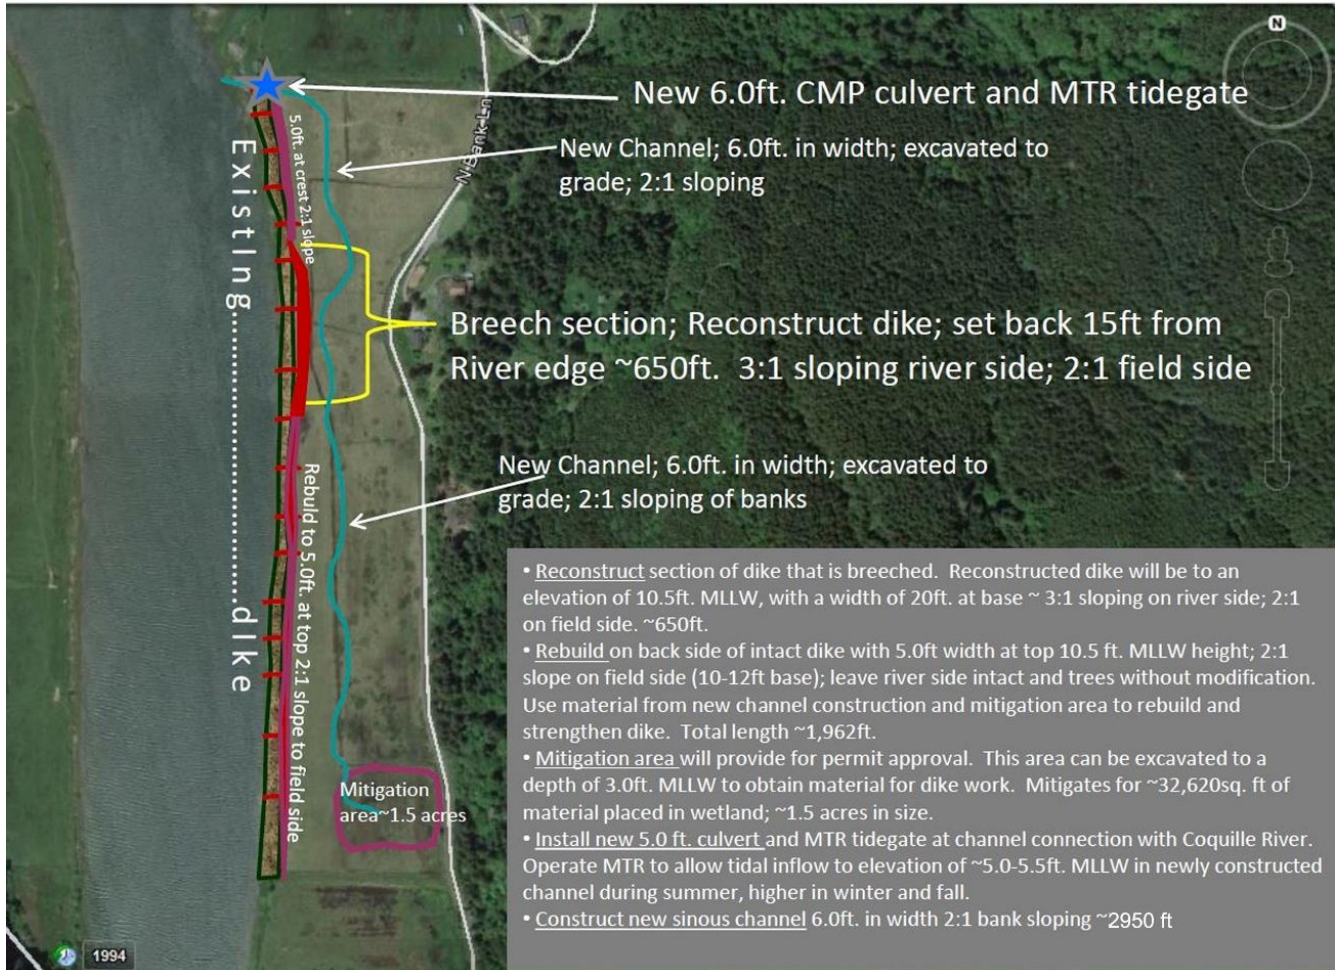 N
New 6.0ft. CMP culvert and MTR tidegate
New Channel; 6.0ft. in width; excavated to
grade; 2:1 sloping
N Bank Ln
5.0ft. at crest 2:1 slope
ExistIng......................dIke
Breech section; Reconstruct dike; set back 15ft from
River edge ~650ft. 3:1 sloping river side; 2:1 field side
New Channel; 6.0ft. in width; excavated to
grade; 2:1 sloping of banks
Rebuld to 5.0ft. at top 2:1 slope to field side
Mitigation
area~1.5 acres
• Reconstruct section of dike that is breeched. Reconstructed dike will be to an
elevation of 10.5ft. MLLW, with a width of 20ft. at base ~ 3:1 sloping on river side; 2:1
on field side. ~650ft.
• Rebuild on back side of intact dike with 5.0ft width at top 10.5 ft. MLLW height; 2:1
slope on field side (10-12ft base); leave river side intact and trees without modification.
Use material from new channel construction and mitigation area to rebuild and
strengthen dike. Total length ~1,962ft.
• Mitigation area will provide for permit approval. This area can be excavated to a
depth of 3.0ft. MLLW to obtain material for dike work. Mitigates for ~32,620sq. ft of
material placed in wetland; ~1.5 acres in size.
• Install new 5.0 ft. culvert and MTR tidegate at channel connection with Coquille River.
Operate MTR to allow tidal inflow to elevation of ~5.0-5.5ft. MLLW in newly constructed
channel during summer, higher in winter and fall.
• Construct new sinous channel 6.0ft. in width 2:1 bank sloping ~2950 ft
1994